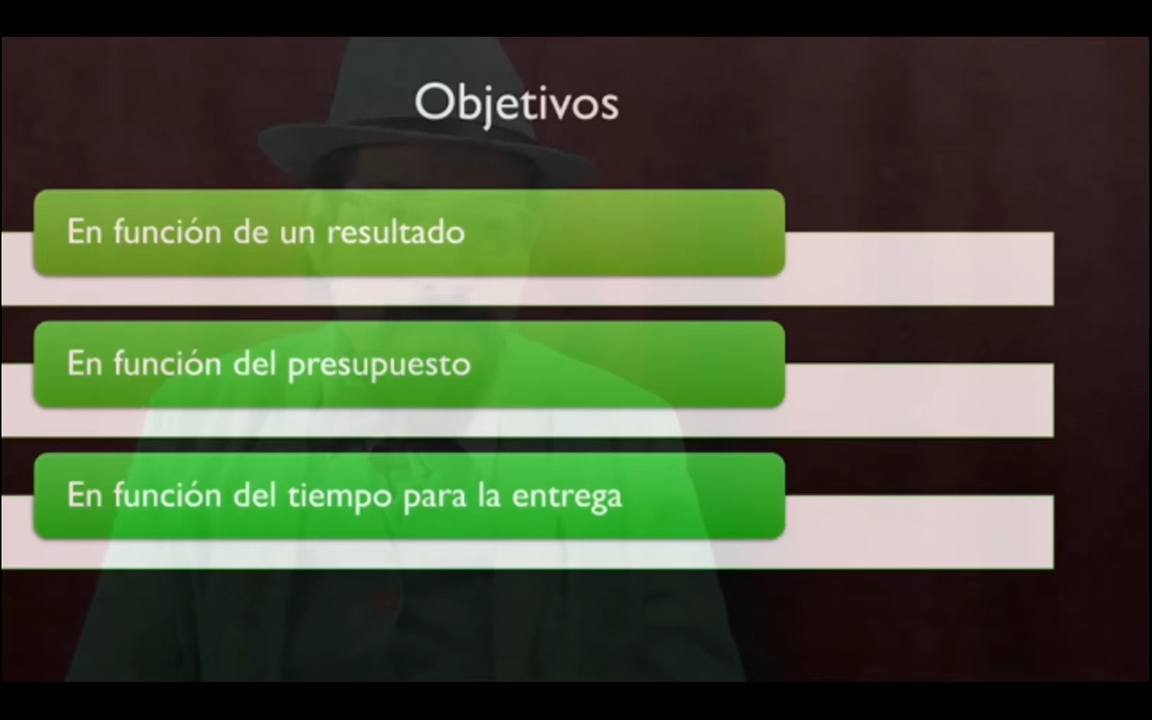 Objetivos
En función de un resultado
En función del presupuesto
En función del tiempo para la entrega